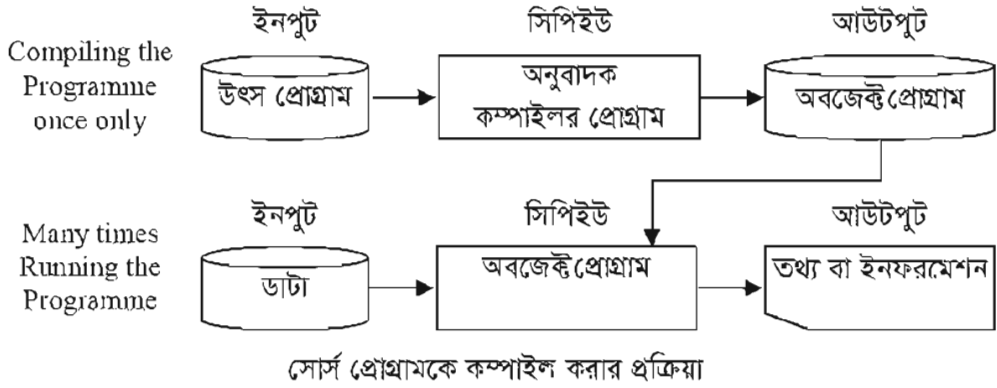 ইনপুট
সিপিইউ
আউটপুট
Compiling the
Programme
once only
উৎস প্রোগ্রাম
অনুবাদক
কম্পাইলর প্রোগ্রাম
অবজেক্ট প্রোগ্রাম
ইনপুট
সিপিইউ
আউটপুট
Many times
Running the
Programme
ডাটা
অবজেক্ট প্রোগ্রাম
তথ্য বা ইনফরমেশন
সোর্স প্রোগ্রামকে কম্পাইল করার প্রক্রিয়া